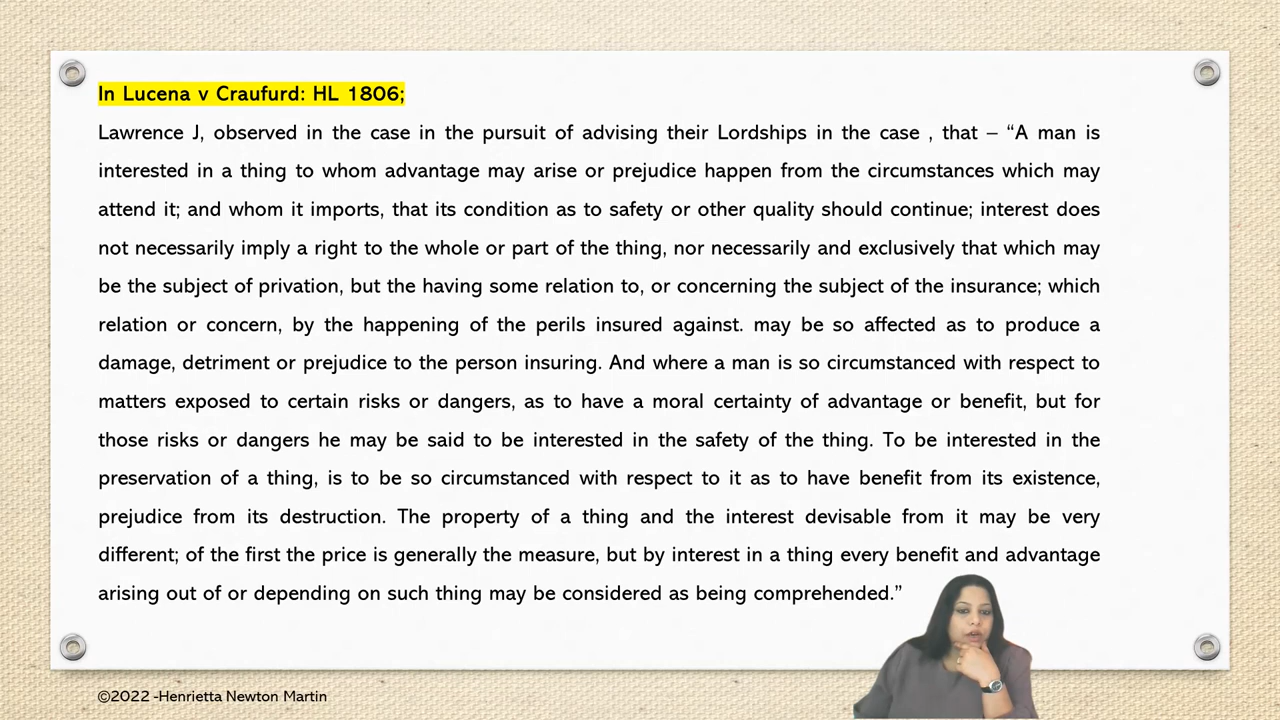 In Lucena v Craufurd: HL 1806;
Lawrence J, observed in the case in the pursuit of advising their Lordships in the case , that – “A man is
interested in a thing to whom advantage may arise or prejudice happen from the circumstances which may
attend it; and whom it imports, that its condition as to safety or other quality should continue; interest does
not necessarily imply a right to the whole or part of the thing, nor necessarily and exclusively that which may
be the subject of privation, but the having some relation to, or concerning the subject of the insurance; which
relation or concern, by the happening of the perils insured against. may be so affected as to produce a
damage, detriment or prejudice to the person insuring. And where a man is so circumstanced with respect to
matters exposed to certain risks or dangers, as to have a moral certainty of advantage or benefit, but for
those risks or dangers he may be said to be interested in the safety of the thing. To be interested in the
preservation of a thing, is to be so circumstanced with respect to it as to have benefit from its existence,
prejudice from its destruction. The property of a thing and the interest devisable from it may be very
different; of the first the price is generally the measure, but by interest in a thing every benefit and advantage
arising out of or depending on such thing may be considered as being comprehended.”
©2022 -Henrietta Newton Martin